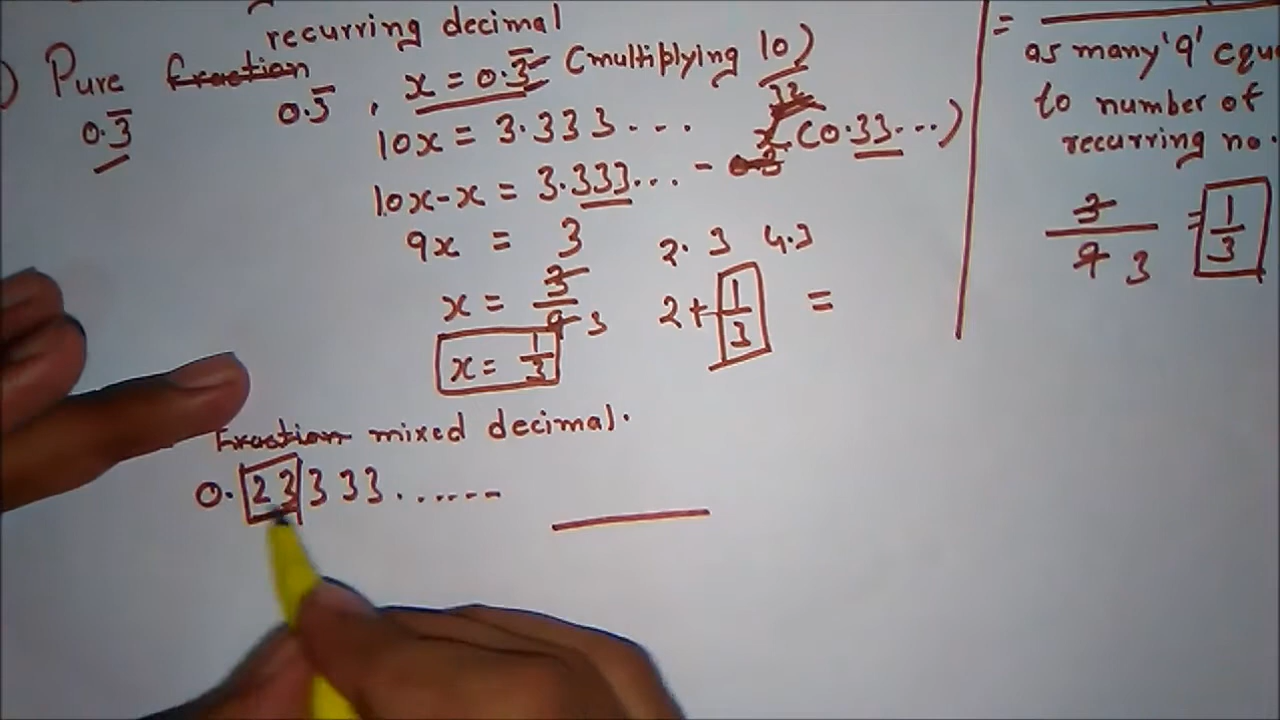 recurring decimal
) Pure fraction
0.3̅
0.3̅ , x = 0.3̅ (multiplying 10)
10x = 3.333...
10x-x = 3.333... - x (0.33...)
9x = 3
x = 3/9 3
x = 1/3
2.3 4.3
2+ 1/3 =
Fraction mixed decimal.
0.23333.......
=
as many '9' equ
to number of
recurring no.
3/9 3 = 1/3